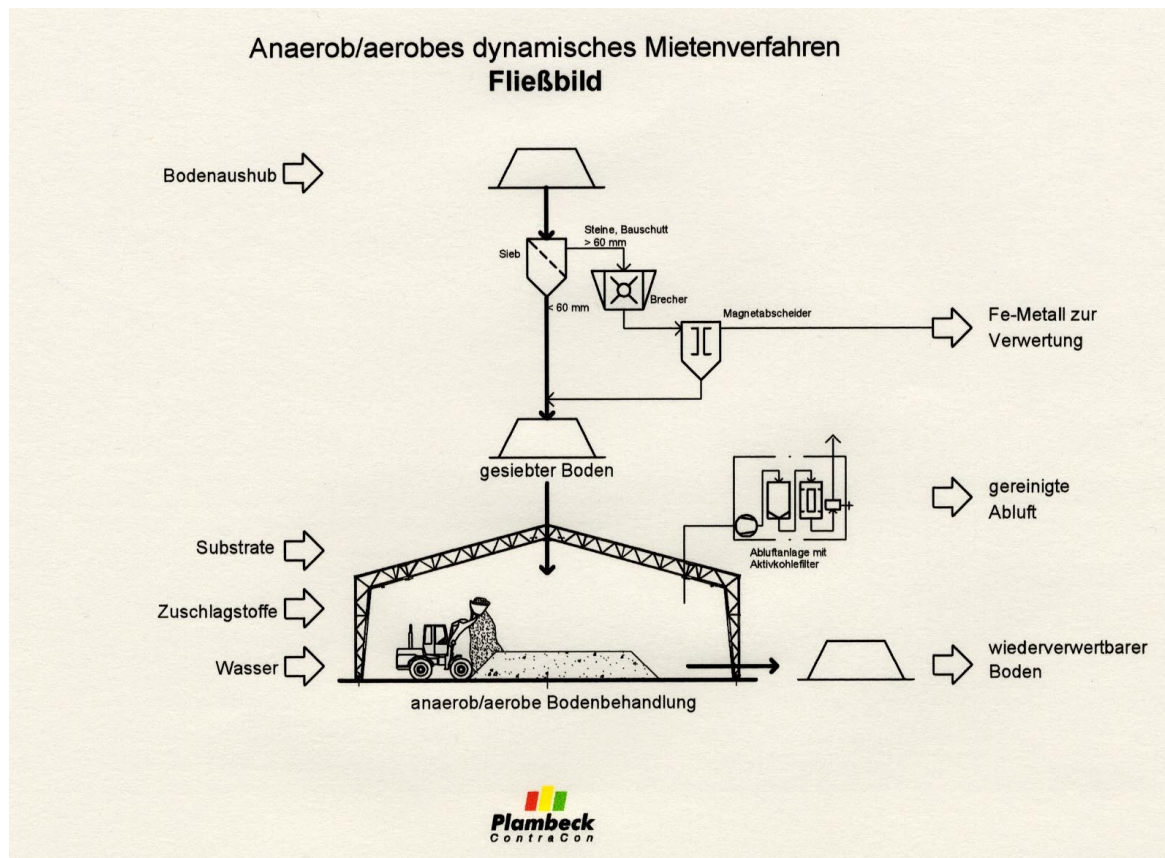 Anaerob/aerobes dynamisches Mietenverfahren
Fließbild
Bodenaushub
Steine, Bauschutt
> 60 mm
Sieb
Brecher
< 60 mm
Magnetabscheider
Fe-Metall zur
Verwertung
gesiebter Boden
gereinigte
Abluft
Abluftanlage mit
Aktivkohlefilter
Substrate
Zuschlagstoffe
Wasser
wiederverwertbarer
Boden
anaerob/aerobe Bodenbehandlung
Plambeck
ContraCon